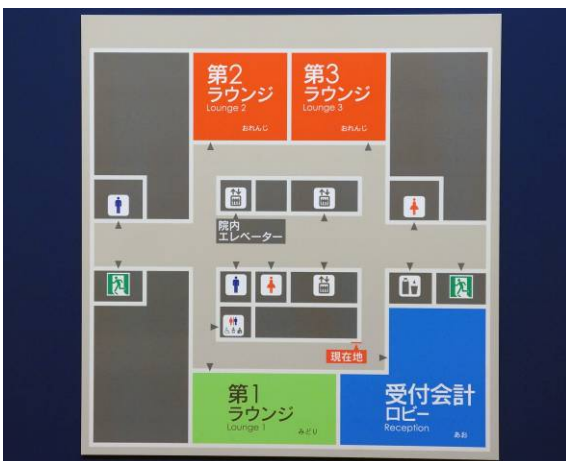 第2
ラウンジ
Lounge 2
おれんじ
第3
ラウンジ
Lounge 3
おれんじ
院内
エレベーター
現在地
第1
ラウンジ
Lounge 1
みどり
受付会計
ロビー
Reception
あお